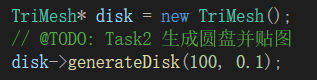 TriMesh* disk = new TriMesh();
// @TODO: Task2 生成圆盘并贴图
disk->generateDisk(100, 0.1);